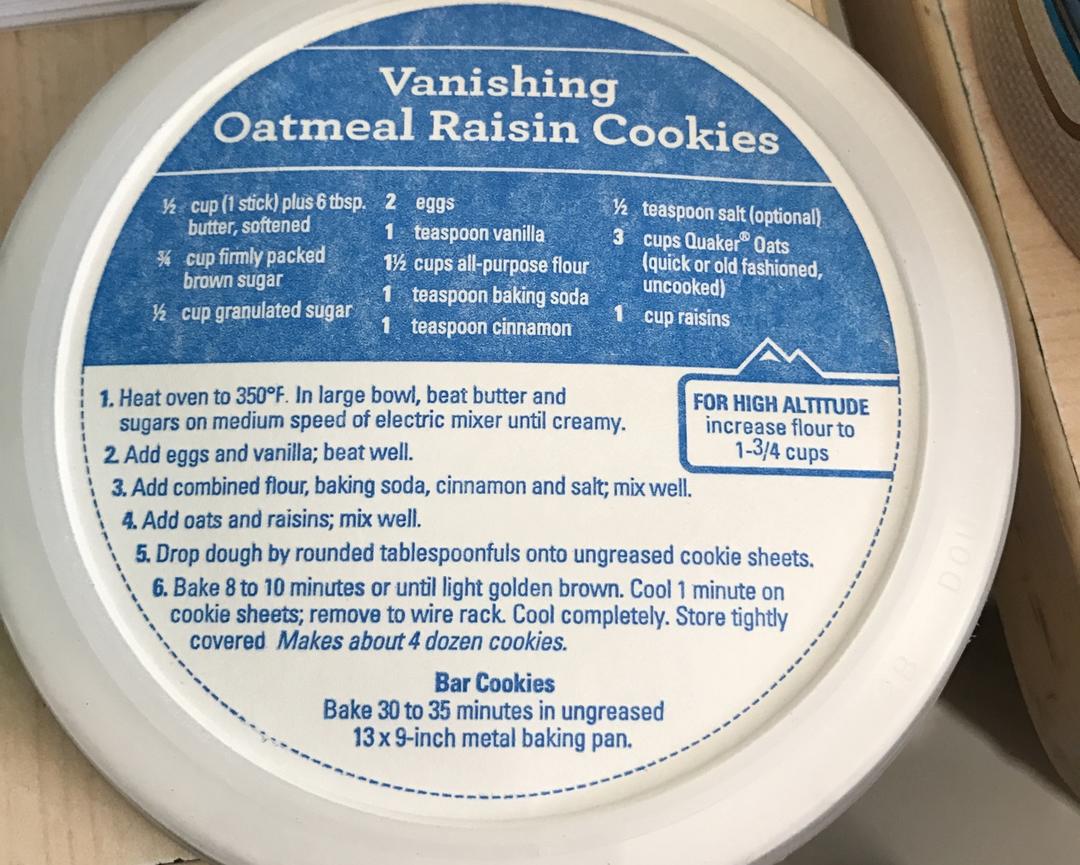 Vanishing
Oatmeal Raisin Cookies
½ cup (1 stick) plus 6 tbsp.
butter, softened
¾ cup firmly packed
brown sugar
½ cup granulated sugar
2 eggs
1 teaspoon vanilla
1½ cups all-purpose flour
1 teaspoon baking soda
1 teaspoon cinnamon
½ teaspoon salt (optional)
3 cups Quaker® Oats
(quick or old fashioned,
uncooked)
1 cup raisins
1. Heat oven to 350°F. In large bowl, beat butter and
sugars on medium speed of electric mixer until creamy.
2. Add eggs and vanilla; beat well.
3. Add combined flour, baking soda, cinnamon and salt; mix well.
4. Add oats and raisins; mix well.
5. Drop dough by rounded tablespoonfuls onto ungreased cookie sheets.
6. Bake 8 to 10 minutes or until light golden brown. Cool 1 minute on
cookie sheets; remove to wire rack. Cool completely. Store tightly
covered Makes about 4 dozen cookies.
FOR HIGH ALTITUDE
increase flour to
1-3/4 cups
Bar Cookies
Bake 30 to 35 minutes in ungreased
13 x 9-inch metal baking pan.